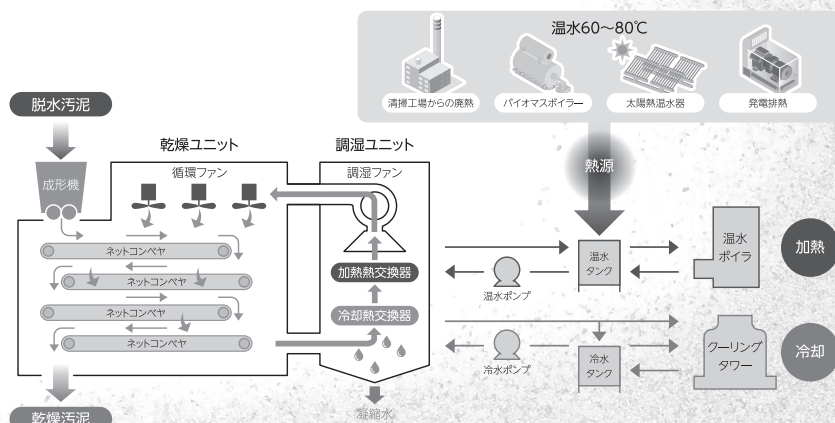 温水60～80℃
清掃工場からの廃熱
バイオマスボイラー
太陽熱温水器
発電排熱
熱源
脱水汚泥
成形機
乾燥ユニット
循環ファン
調湿ユニット
調湿ファン
ネットコンベヤ
ネットコンベヤ
ネットコンベヤ
ネットコンベヤ
加熱熱交換器
冷却熱交換器
凝縮水
乾燥汚泥
温水ポンプ
温水
タンク
温水
ボイラ
加熱
冷水ポンプ
冷水
タンク
クーリング
タワー
冷却